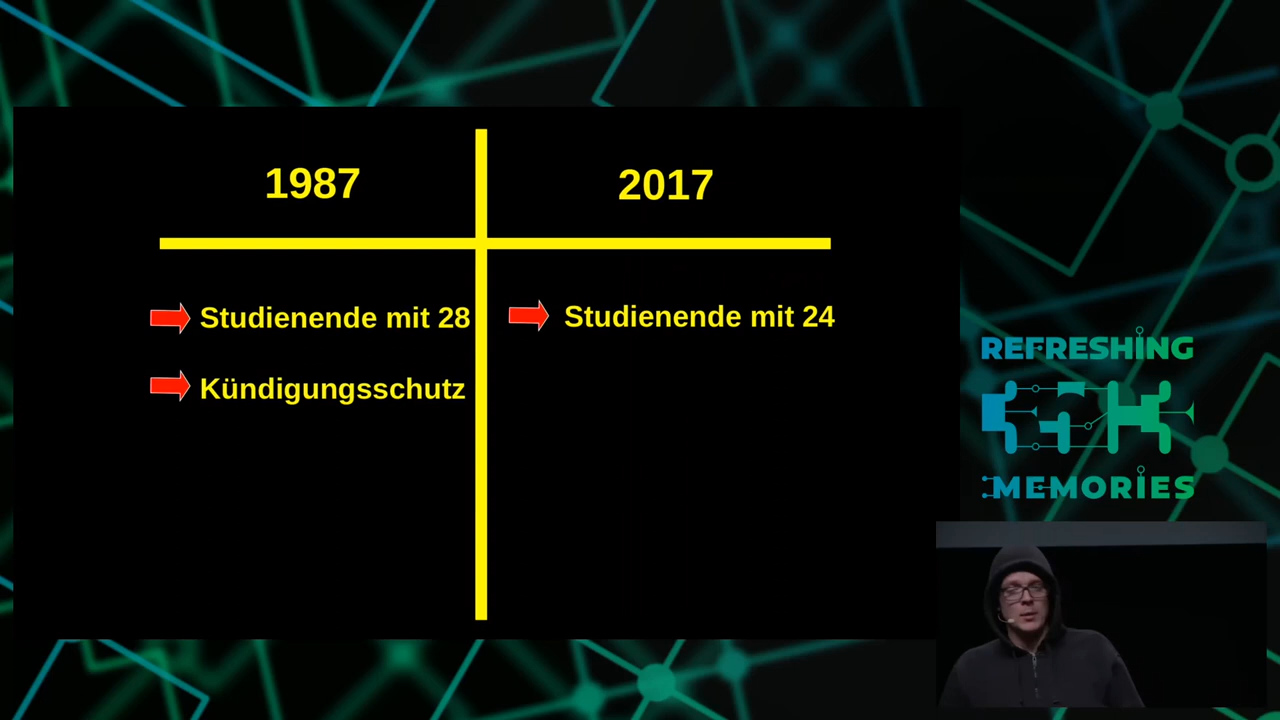 1987
2017
Studienende mit 28
Studienende mit 24
Kündigungsschutz
REFRESHING
MEMORIES